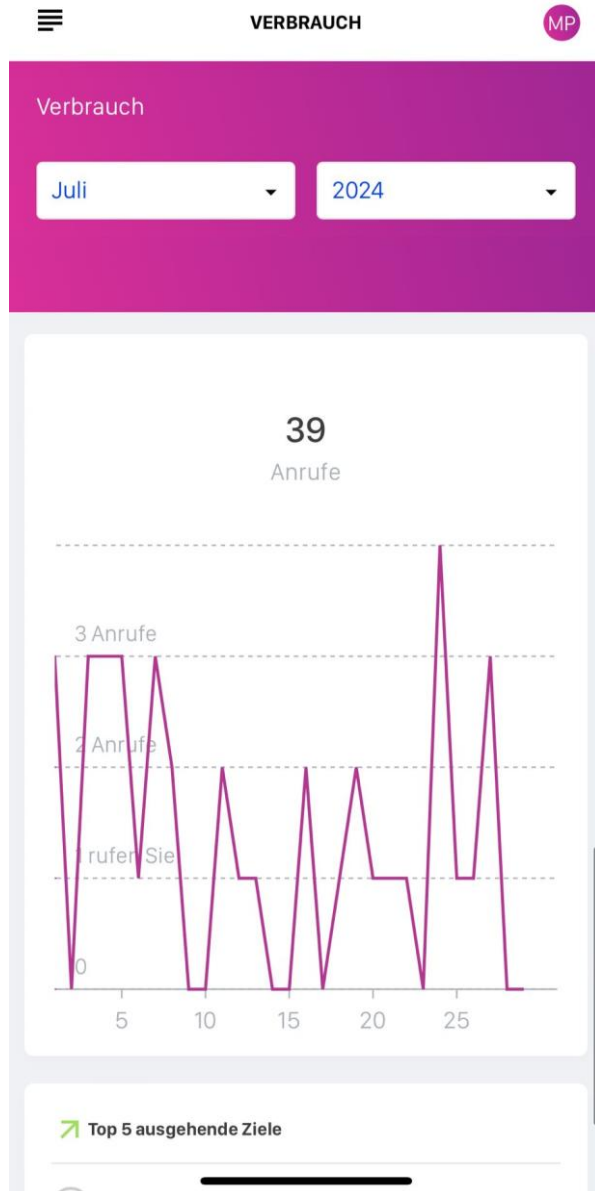 VERBRAUCH
MP
Verbrauch
Juli
2024
39
Anrufe
3 Anrufe
2 Anrufe
1 rufen Sie
0
5 10 15 20 25
Top 5 ausgehende Ziele